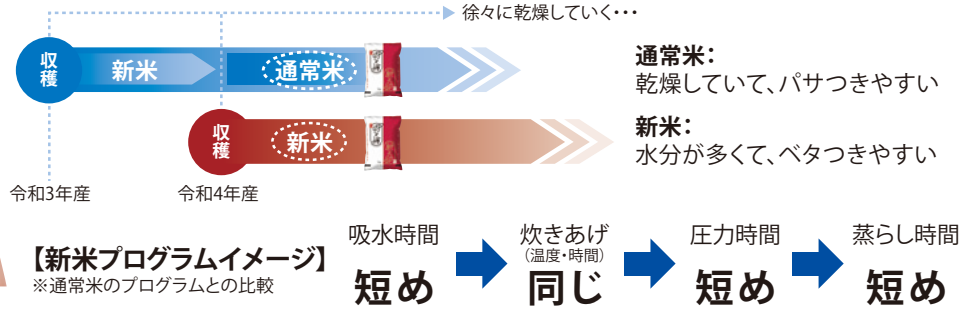 徐々に乾燥していく･･･
収穫
新米
通常米
通常米：
乾燥していて、パサつきやすい
収穫
新米
新米：
水分が多くて、ベタつきやすい
令和3年産
令和4年産
【新米プログラムイメージ】
※通常米のプログラムとの比較
吸水時間
短め
炊きあげ
（温度・時間）
同じ
圧力時間
短め
蒸らし時間
短め